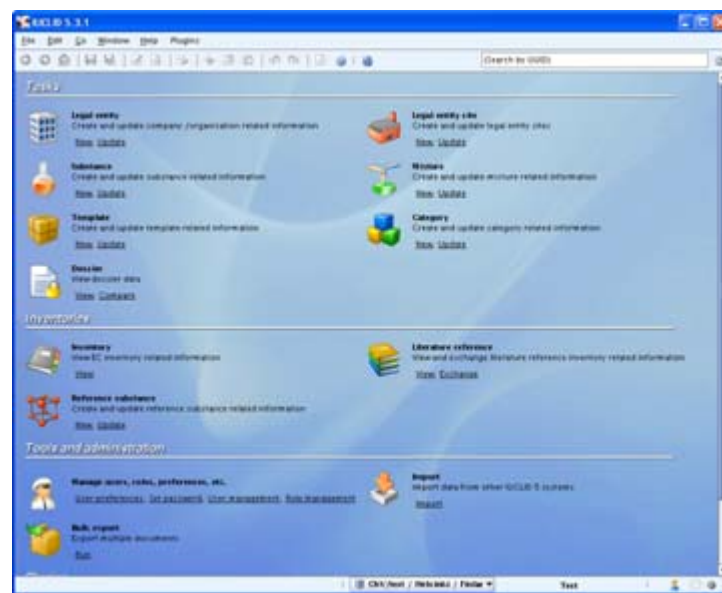 IUCLID 5.3.1
File Edit Go Window Help Plugins
(Search by UUID)
Tasks
Legal entity
Create and update company /organisation related information
New Update
Legal entity site
Create and update legal entity sites
New Update
Substance
Create and update substance related information
New Update
Mixture
Create and update mixture related information
New Update
Template
Create and update template related information
New Update
Category
Create and update category related information
New Update
Dossier
View dossier data
View Compare
Inventories
Inventory
View EC inventory related information
View
Literature reference
View and exchange literature reference inventory related information
View Exchange
Reference substance
Create and update reference substance related information
New Update
Tools and administration
Manage users, roles, preferences, etc.
User preferences Set password User management Role management
Import
Import data from other IUCLID 5 systems
Import
Bulk export
Export multiple documents
Run
/ Helsinki /
Test